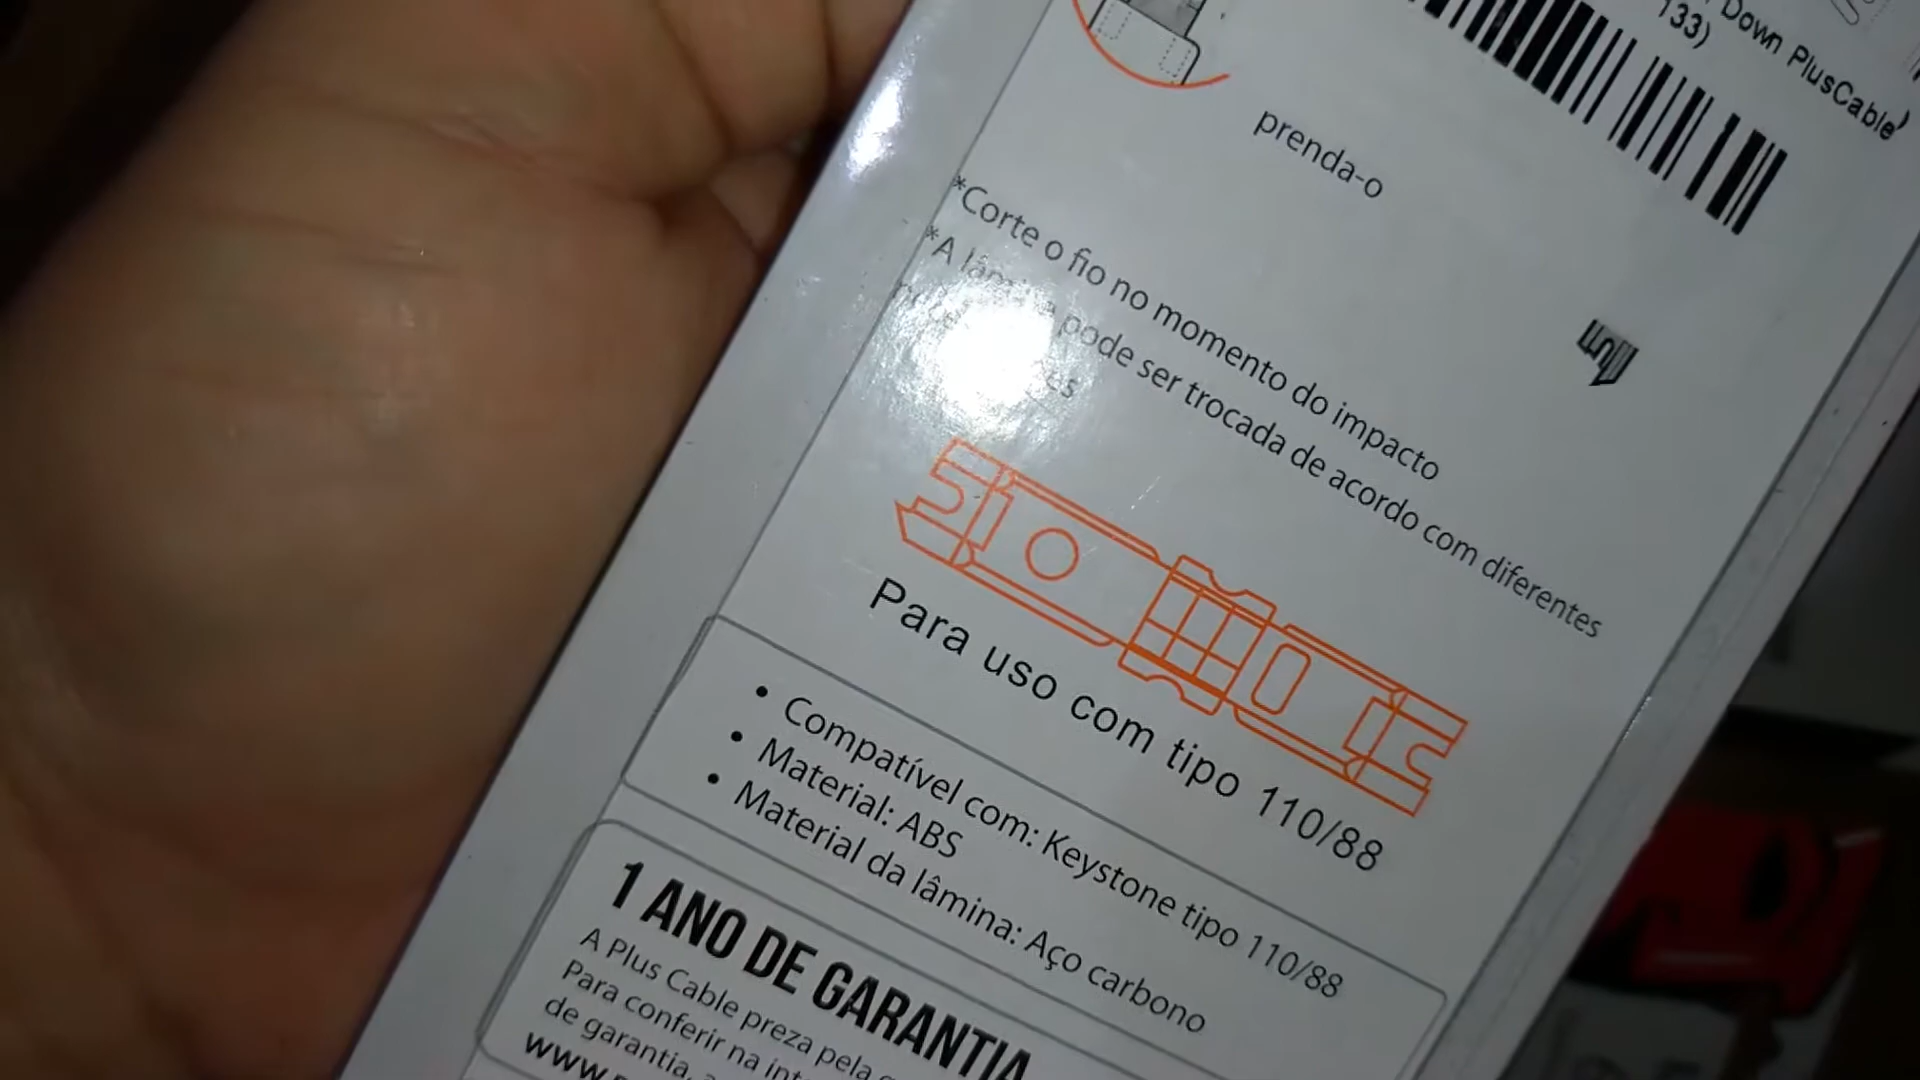 Down PlusCable)
133)
prenda-o
*Corte o fio no momento do impacto
*A lâmina pode ser trocada de acordo com diferentes
Para uso com tipo 110/88
• Compatível com: Keystone tipo 110/88
• Material: ABS
• Material da lâmina: Aço carbono
1 ANO DE GARANTIA
A Plus Cable preza pela
Para conferir na
de garantia,
www.